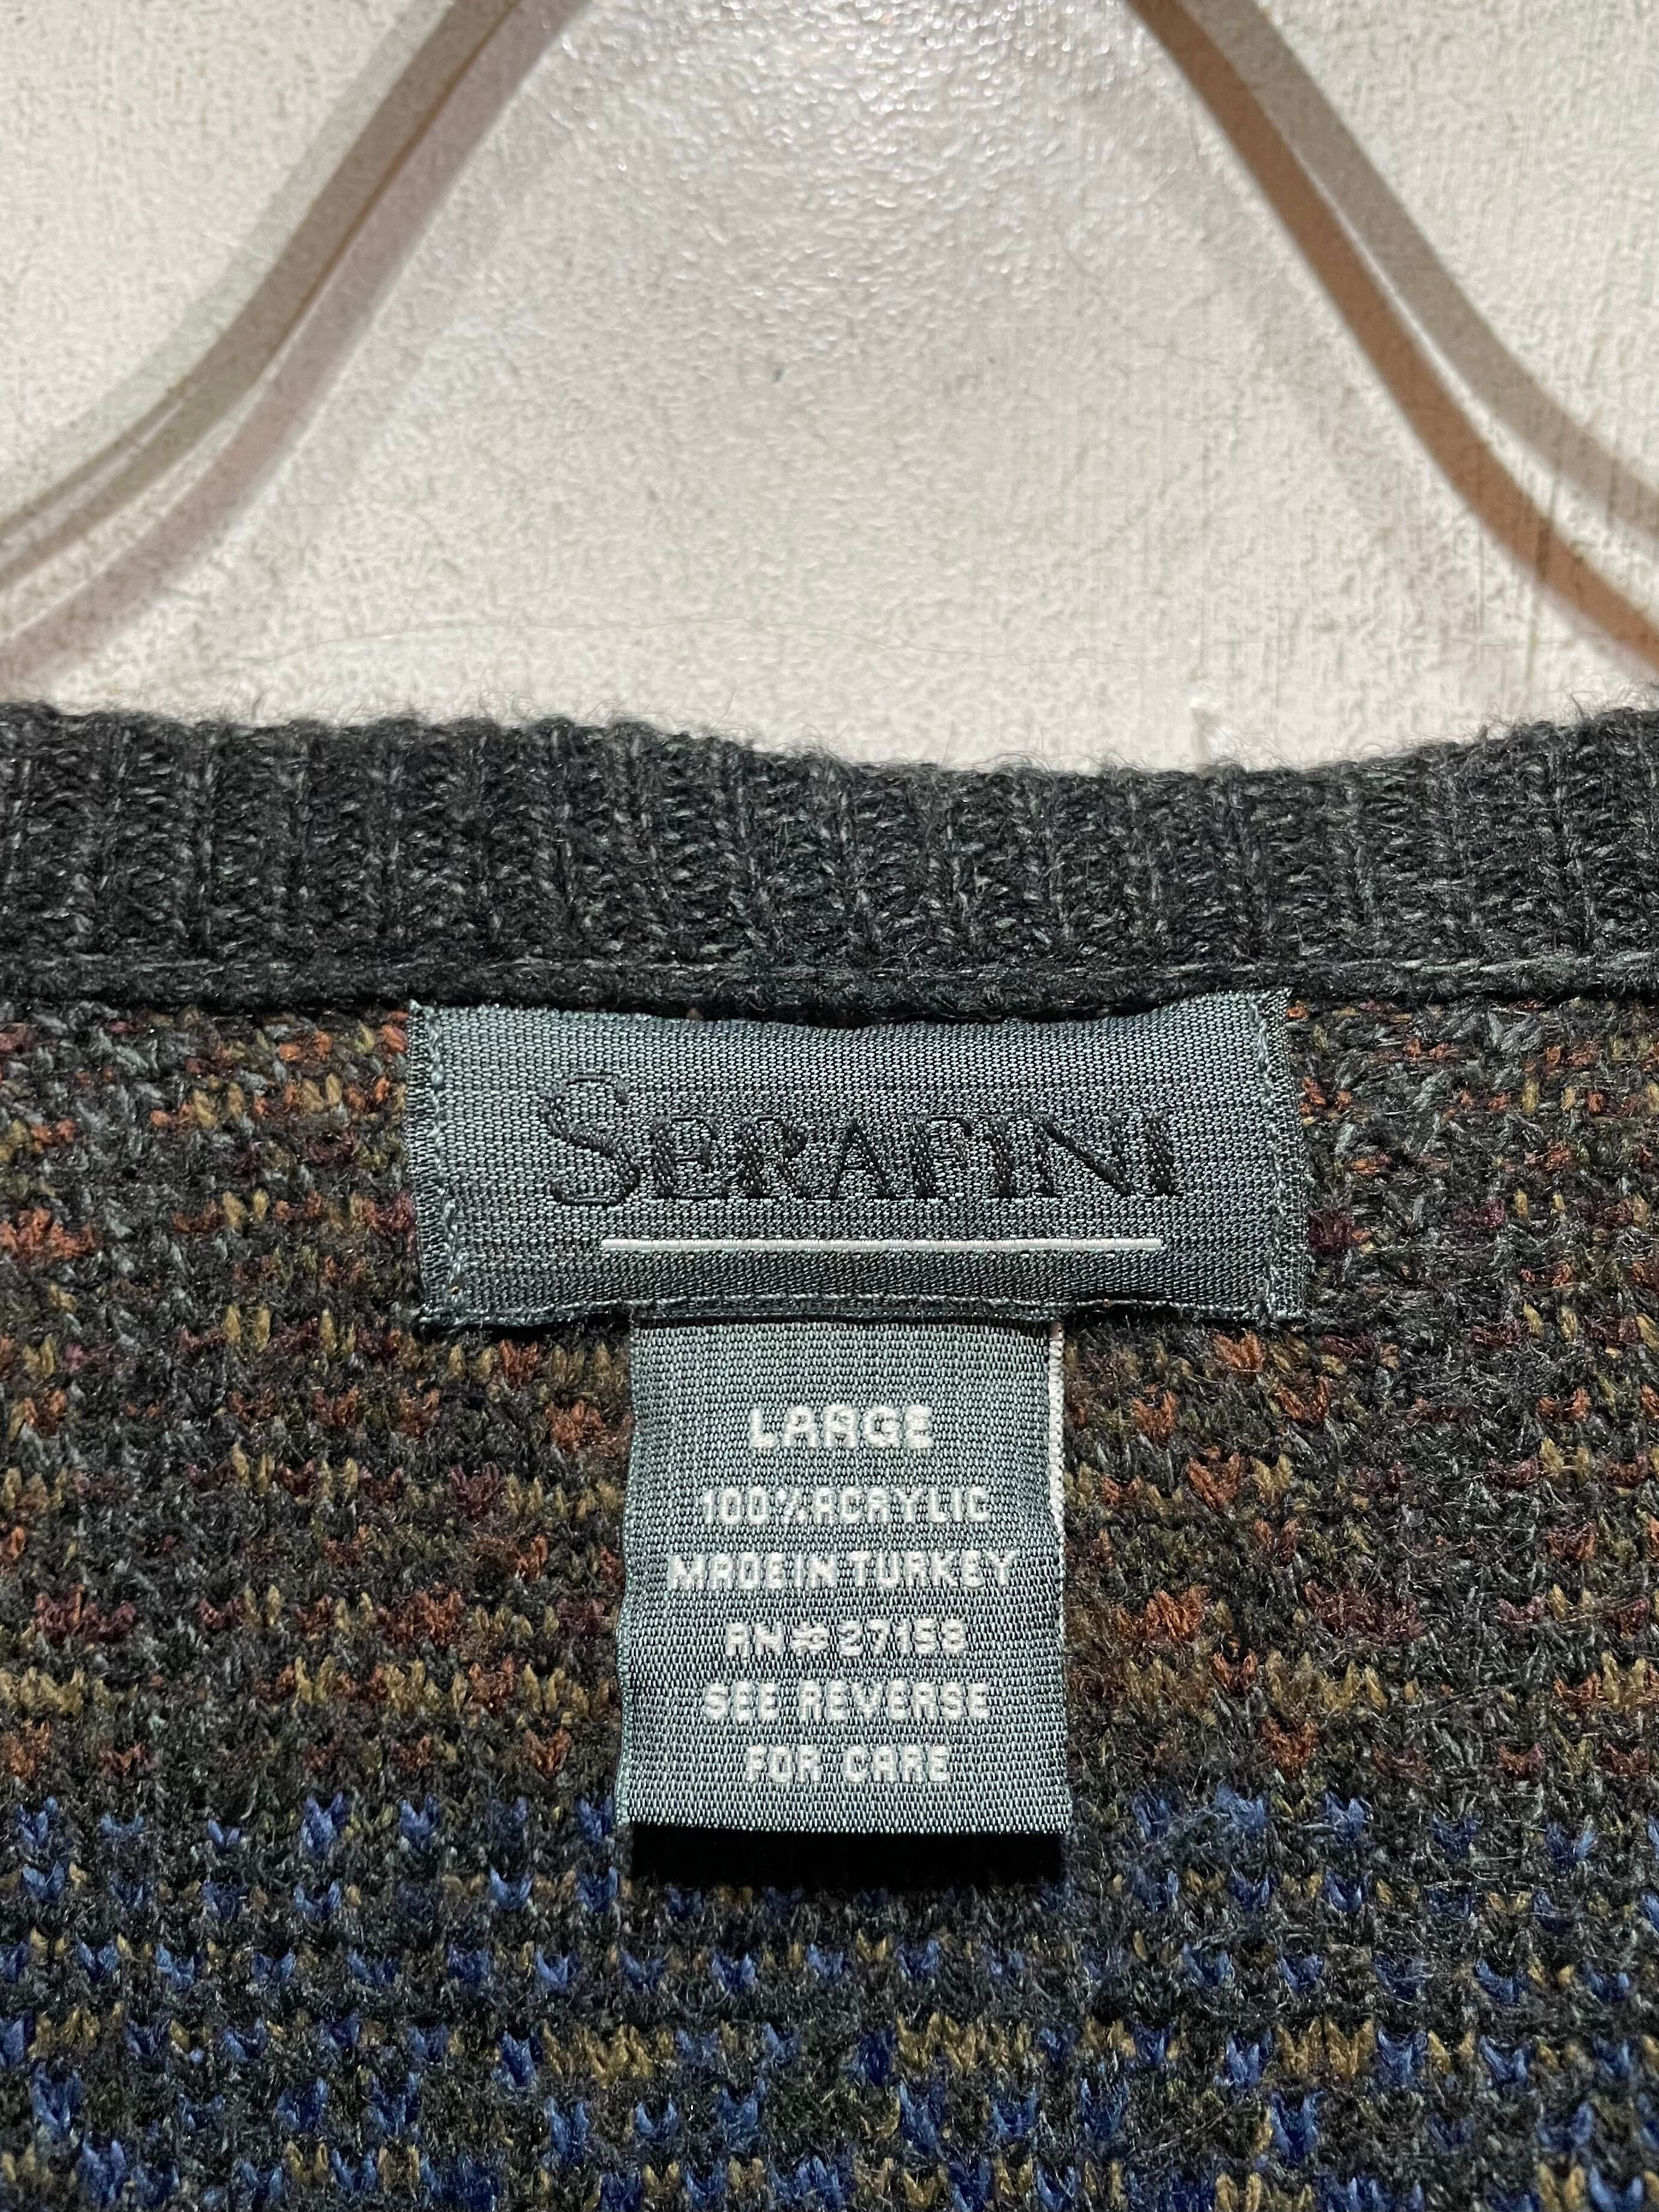 SERAFINI
LARGE
100% ACRYLIC
MADE IN TURKEY
RN# 27158
SEE REVERSE
FOR CARE